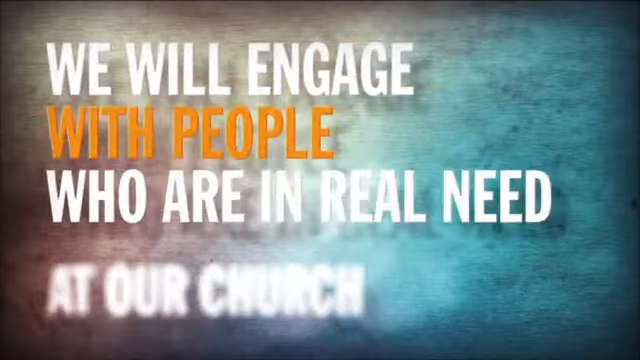 WE WILL ENGAGE
WITH PEOPLE
WHO ARE IN REAL NEED
AT OUR CHURCH